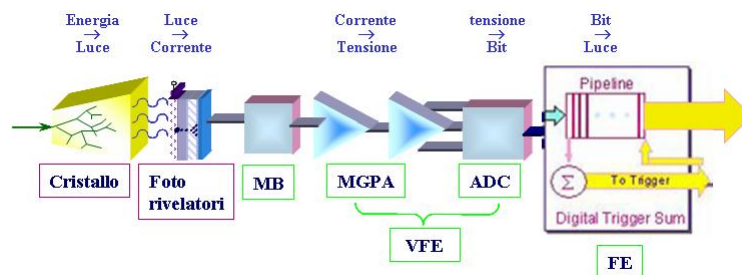 Energia
→
Luce
Luce
→
Corrente
Corrente
→
Tensione
tensione
→
Bit
Bit
→
Luce
Pipeline
Cristallo
Foto
rivelatori
MB
MGPA
ADC
Σ
To Trigger
Digital Trigger Sum
VFE
FE